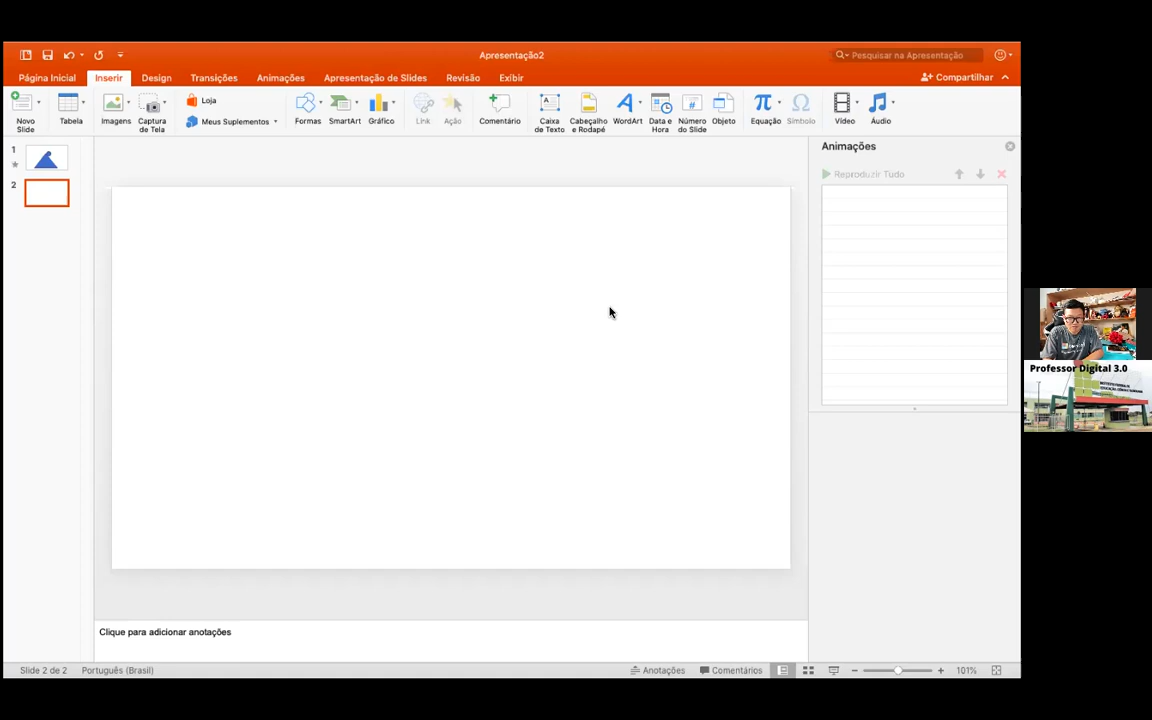 Apresentação2
Pesquisar na Apresentação
Página Inicial
Inserir
Design
Transições
Animações
Apresentação de Slides
Revisão
Exibir
Compartilhar
Novo
Slide
Tabela
Imagens
Captura
de Tela
Loja
Meus Suplementos
Formas
SmartArt
Gráfico
Link
Ação
Comentário
Caixa
de Texto
Cabeçalho
e Rodapé
WordArt
Data e
Hora
Número
do Slide
Objeto
Equação
Símbolo
Vídeo
Áudio
1
2
Animações
Reproduzir Tudo
Professor Digital 3.0
Clique para adicionar anotações
Slide 2 de 2
Português (Brasil)
Anotações
Comentários
101%